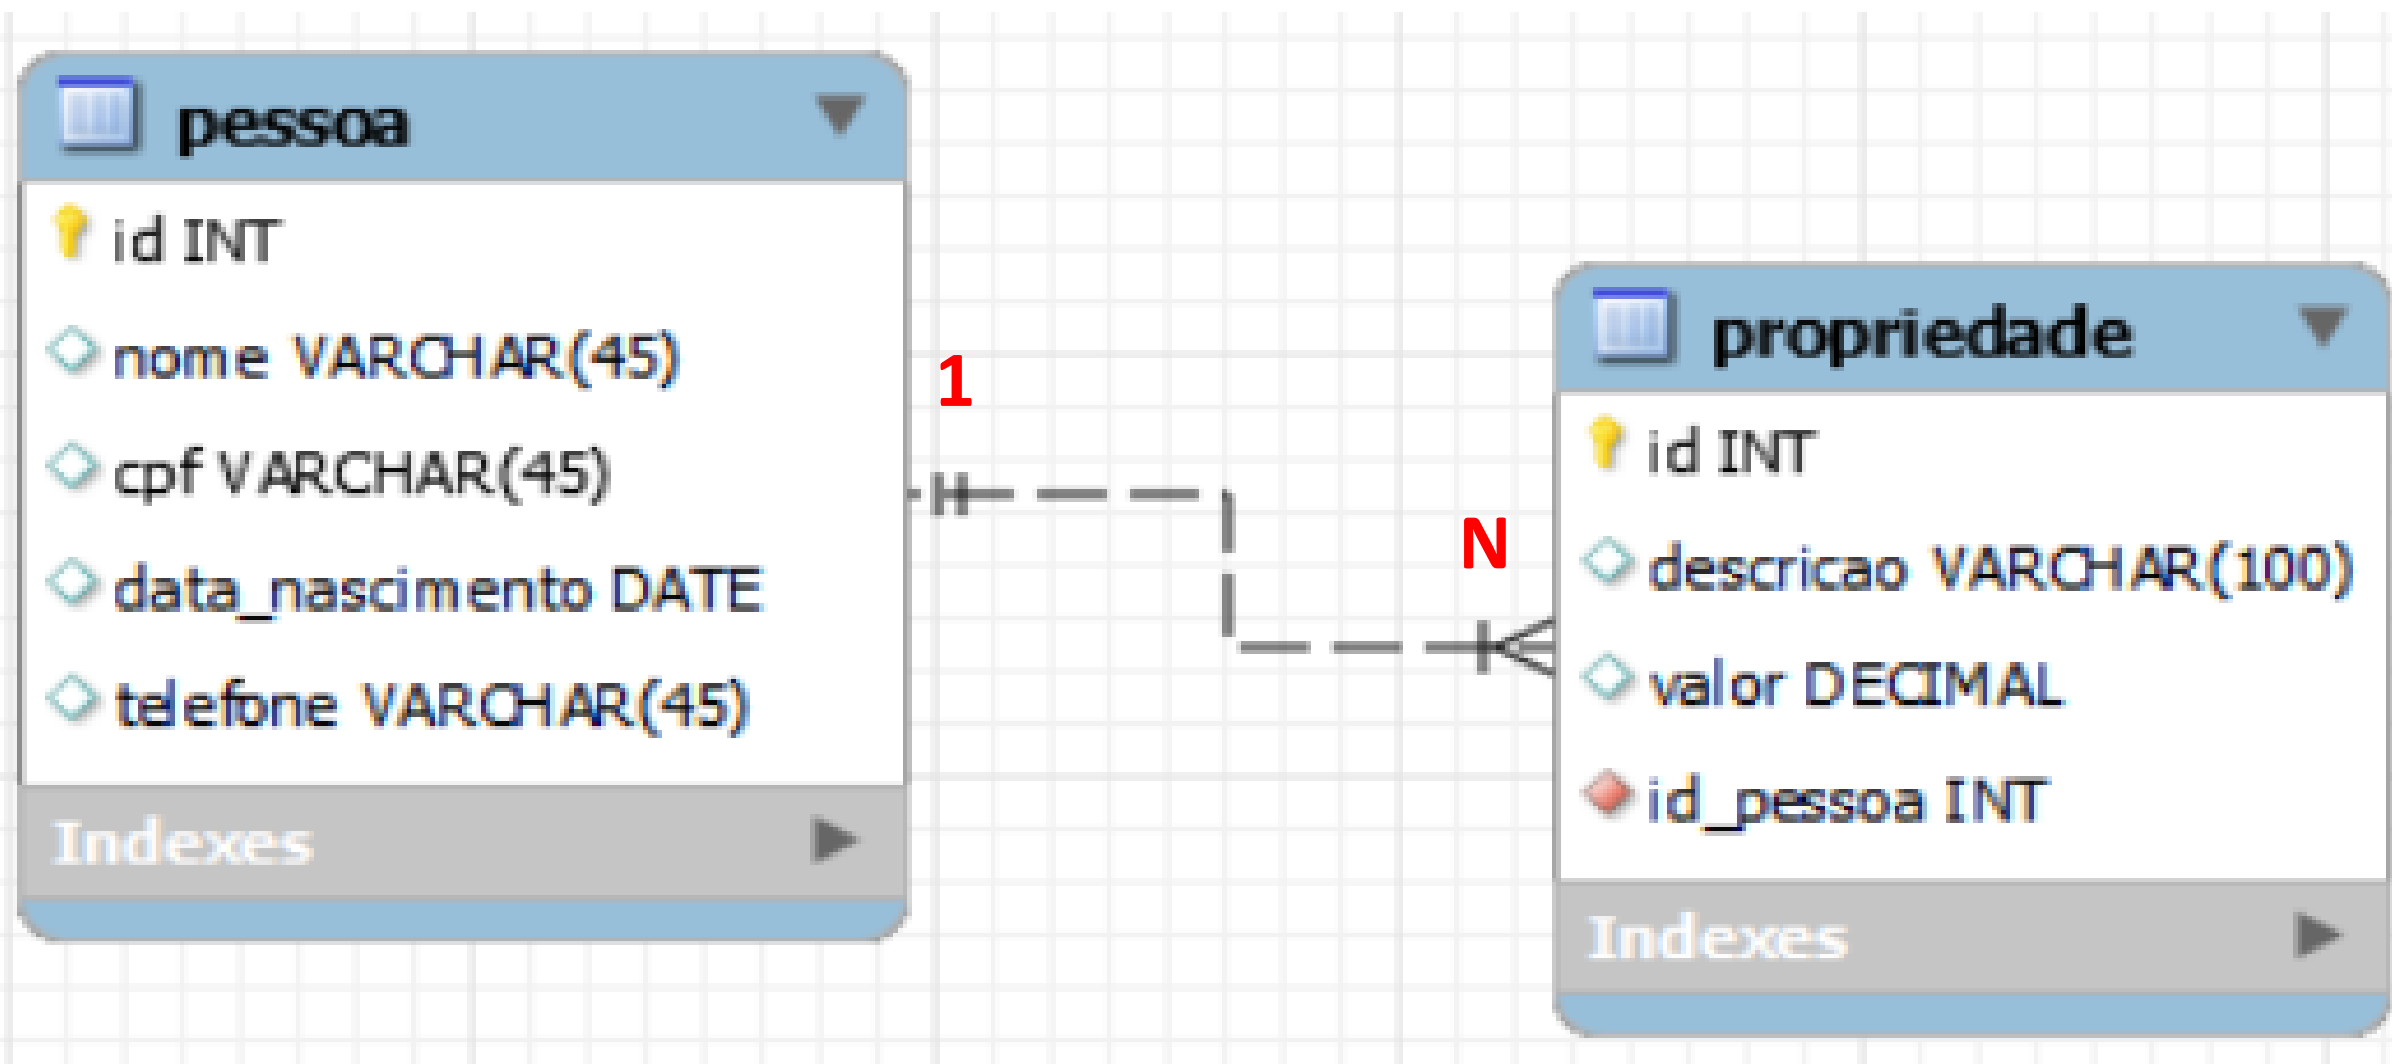 pessoa
id INT
nome VARCHAR(45)
cpf VARCHAR(45)
data_nascimento DATE
telefone VARCHAR(45)
Indexes
1
N
propriedade
id INT
descricao VARCHAR(100)
valor DECIMAL
id_pessoa INT
Indexes